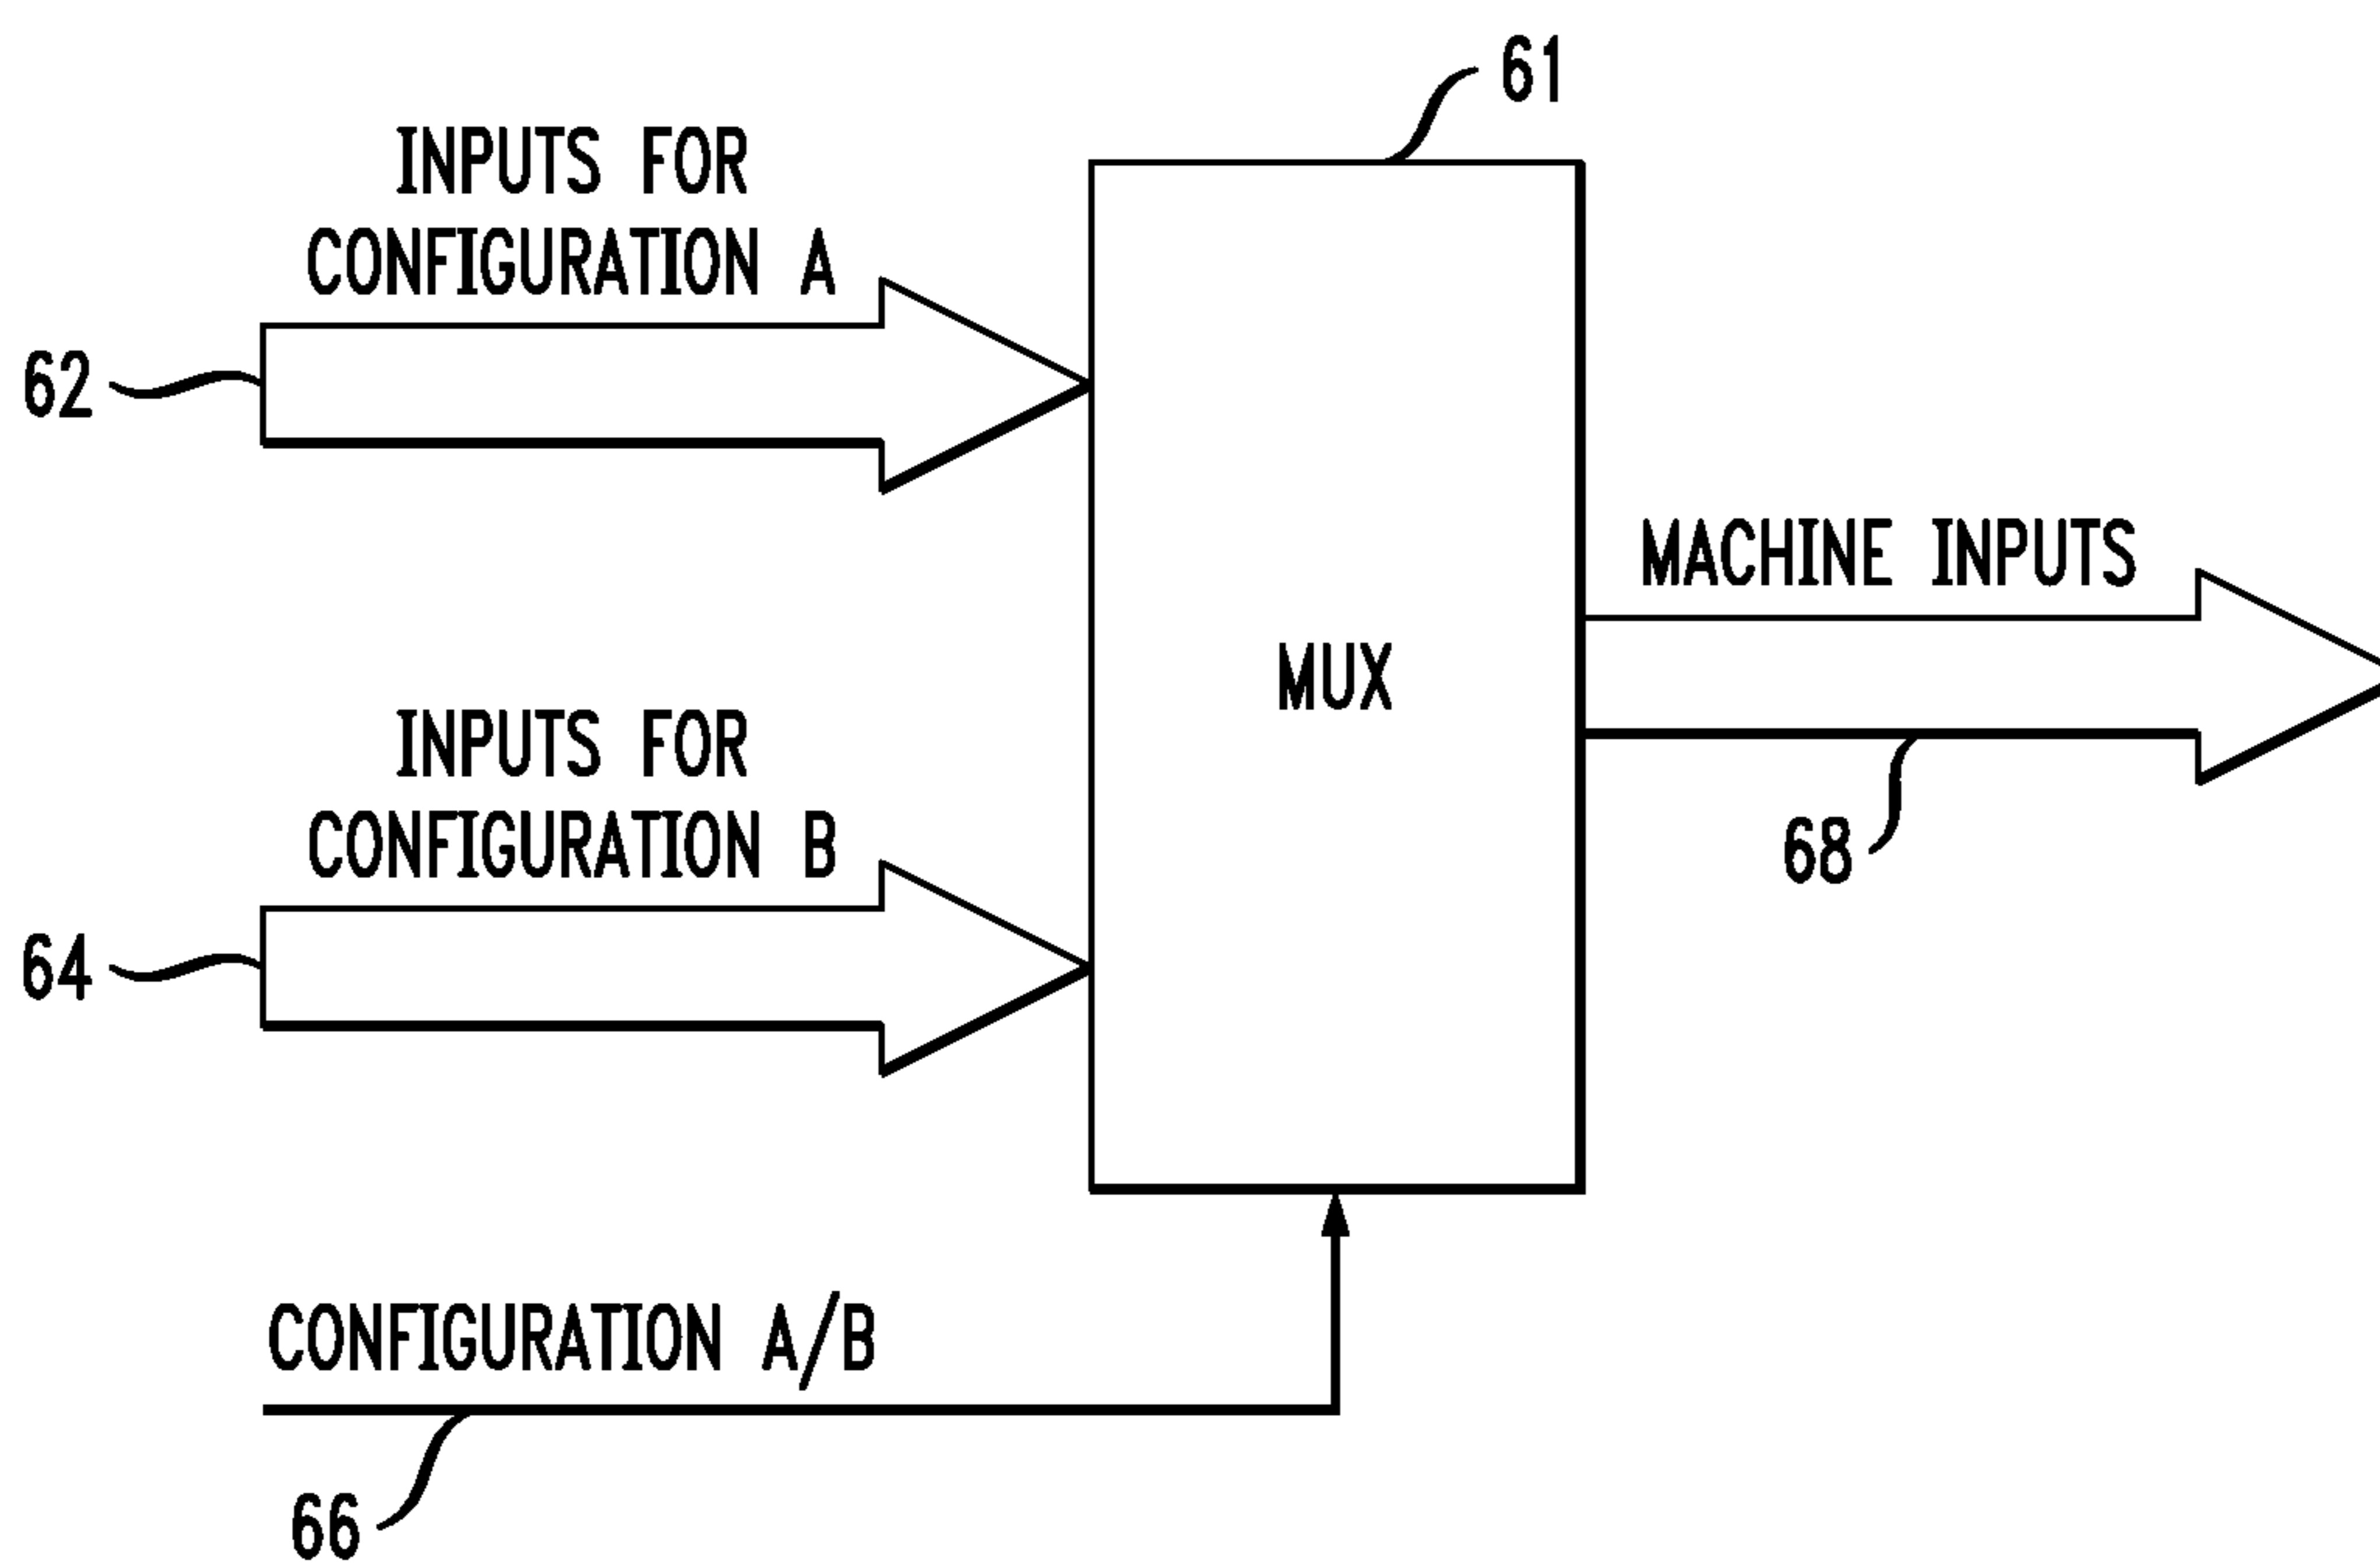 61
INPUTS FOR
CONFIGURATION A
62
MACHINE INPUTS
MUX
INPUTS FOR
CONFIGURATION B
68
64
CONFIGURATION A/B
66